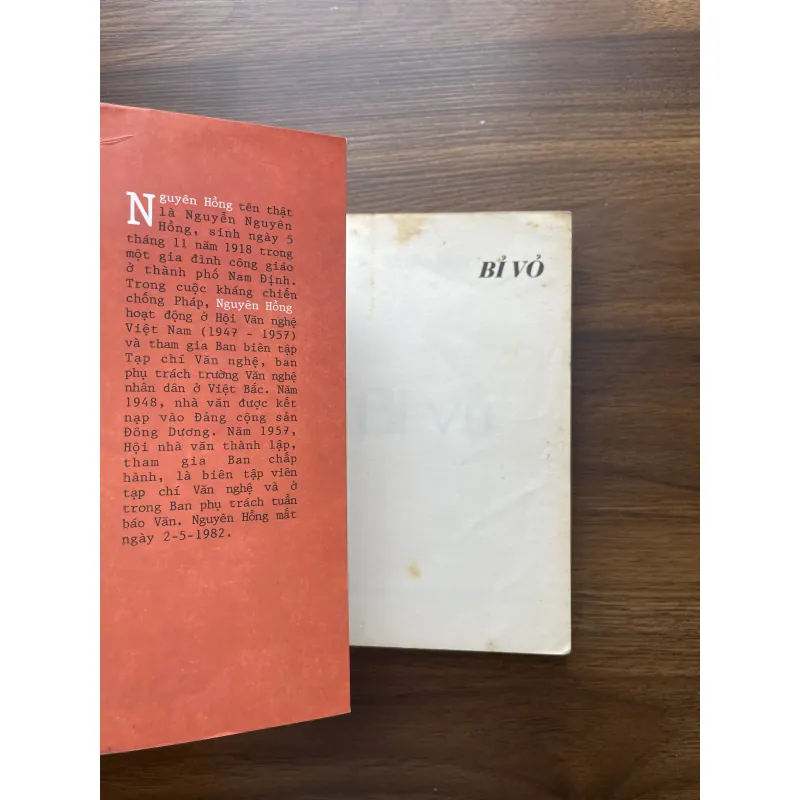 Nguyên Hồng tên thật
là Nguyễn Nguyên
Hồng, sinh ngày 5
tháng 11 năm 1918 trong
một gia đình công giáo
ở thành phố Nam Định.
Trong cuộc kháng chiến
chống Pháp, Nguyên Hồng
hoạt động ở Hội Văn nghệ
Việt Nam (1947 - 1957)
và tham gia Ban biên tập
Tạp chí Văn nghệ, ban
phụ trách trường Văn nghệ
nhân dân ở Việt Bắc. Năm
1948, nhà văn được kết
nạp vào Đảng cộng sản
Đông Dương. Năm 1957,
Hội nhà văn thành lập,
tham gia Ban chấp
hành, là biên tập viên
tạp chí Văn nghệ và ở
trong Ban phụ trách tuần
báo Văn. Nguyên Hồng mất
ngày 2-5-1982.
BỈ VỎ